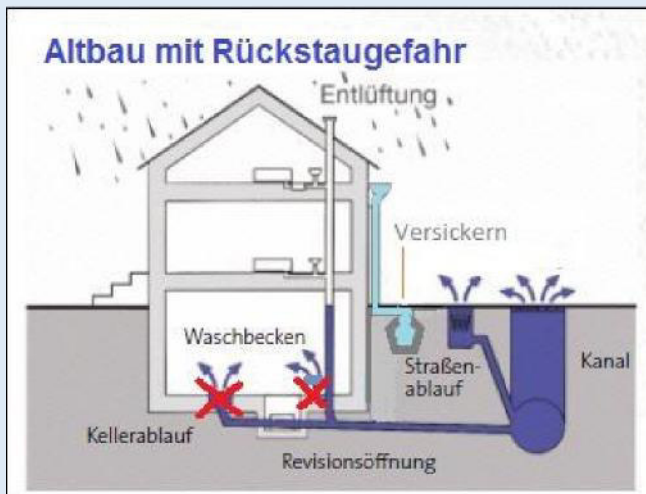 Altbau mit Rückstaugefahr
Entlüftung
Versickern
Waschbecken
Straßen-
ablauf
Kanal
Kellerablauf
Revisionsöffnung